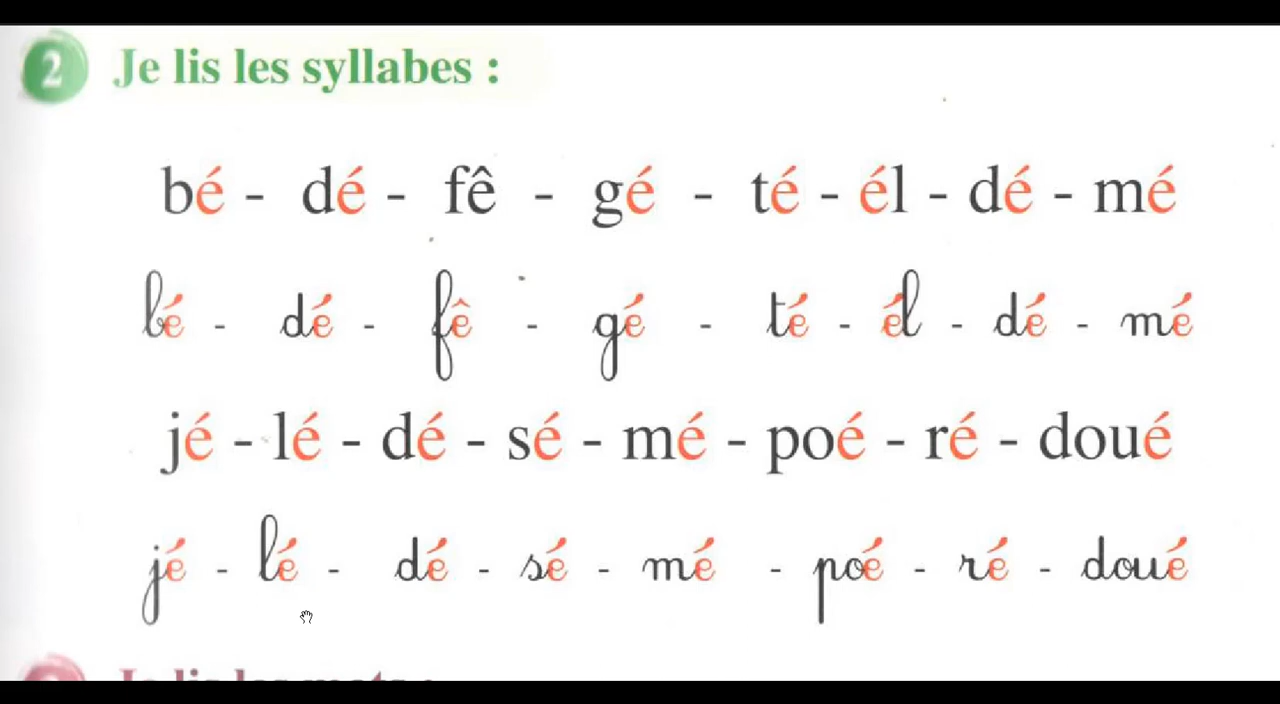 2 Je lis les syllabes :
bé - dé - fê - gé - té - él - dé - mé
bé - dé - fê - gé - té - él - dé - mé
jé - lé - dé - sé - mé - poé - ré - doué
jé - lé - dé - sé - mé - poé - ré - doué